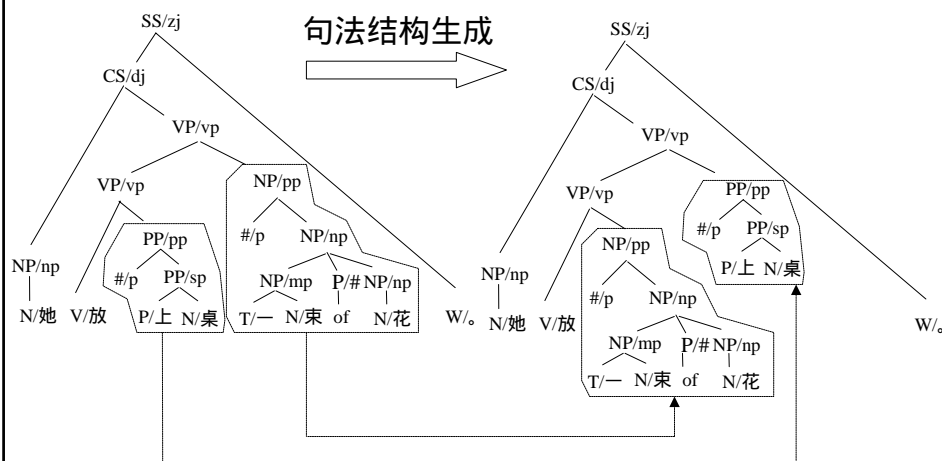 句法结构生成
SS/zj
CS/dj
VP/vp
VP/vp
NP/pp
PP/pp
#/p
NP/np
NP/np
#/p
PP/sp
NP/mp
P/#
NP/np
N/她
V/放
P/上
N/桌
T/一
N/束
of
N/花
W/。
SS/zj
CS/dj
VP/vp
VP/vp
PP/pp
NP/pp
#/p
PP/sp
NP/np
P/上
N/桌
#/p
NP/np
N/她
V/放
W/。
NP/mp
P/#
NP/np
T/一
N/束
of
N/花